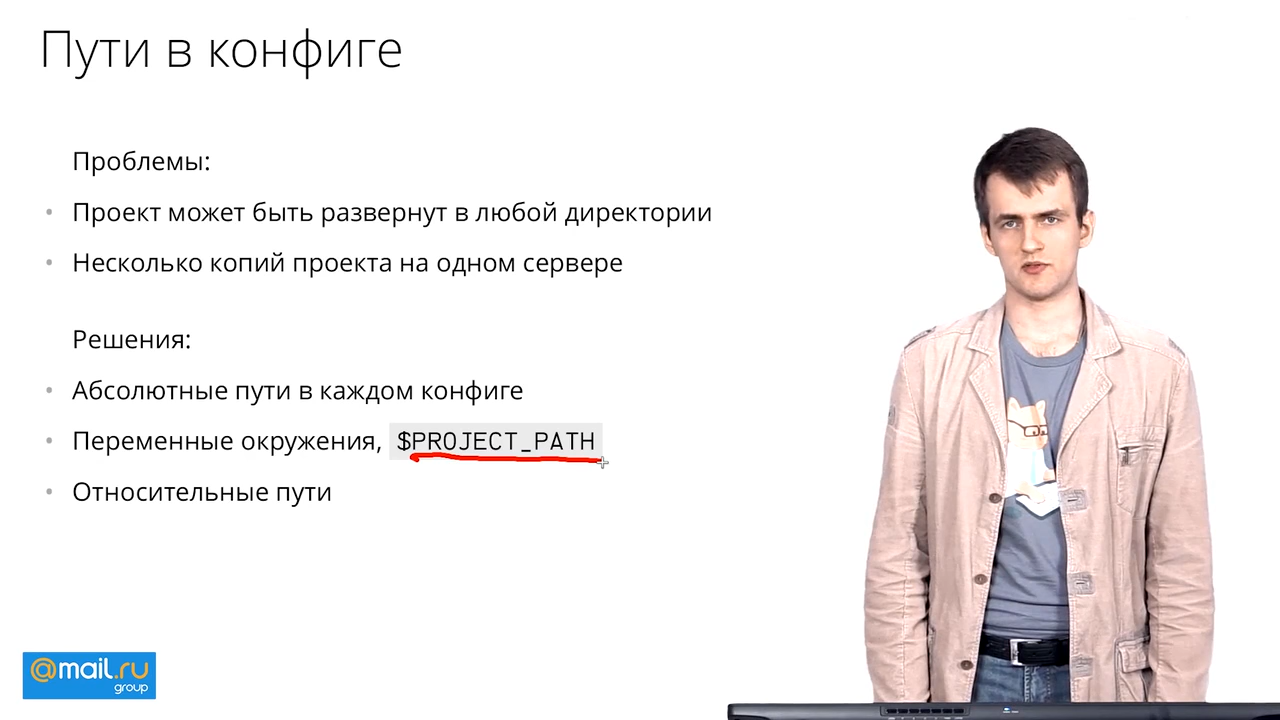 Пути в конфиге
Проблемы:
• Проект может быть развернут в любой директории
• Несколько копий проекта на одном сервере
Решения:
• Абсолютные пути в каждом конфиге
• Переменные окружения, $PROJECT_PATH
• Относительные пути
@mail.ru
group